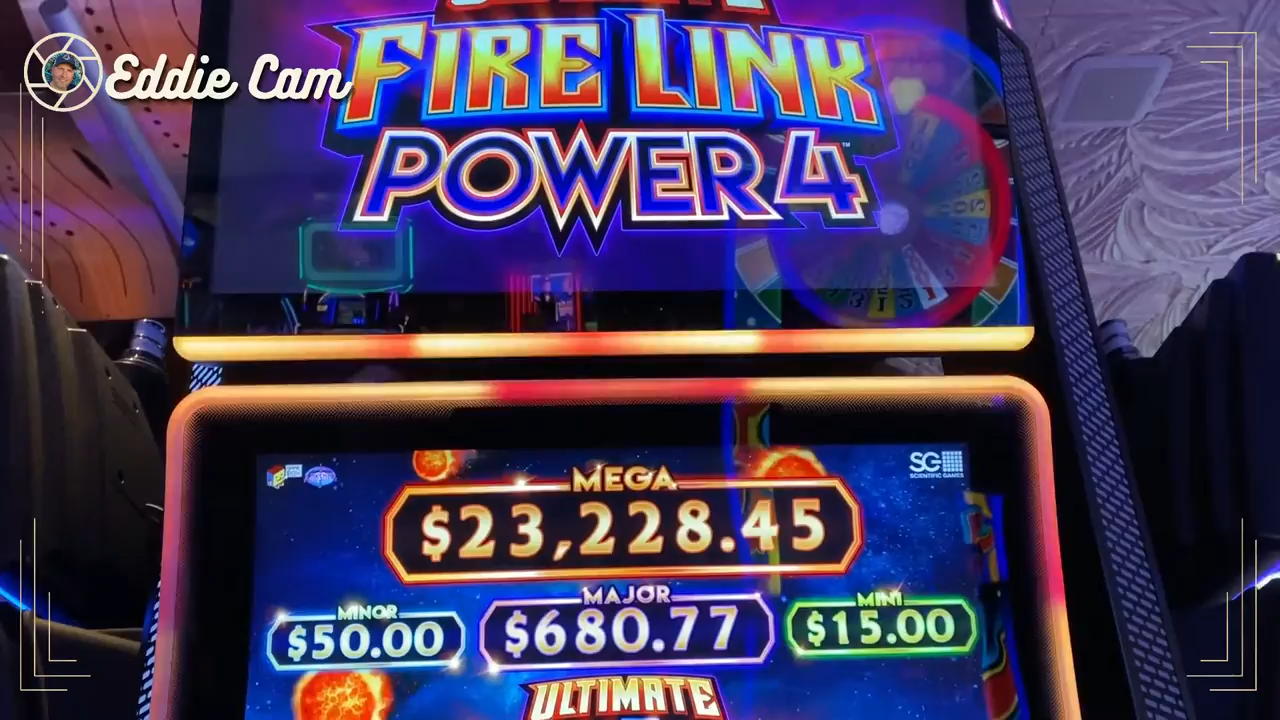 Eddie Cam
FIRE LINK
POWER 4
™
SG
SCIENTIFIC GAMES
MEGA
$23,228.45
MINOR
$50.00
MAJOR
$680.77
MINI
$15.00
ULTIMATE